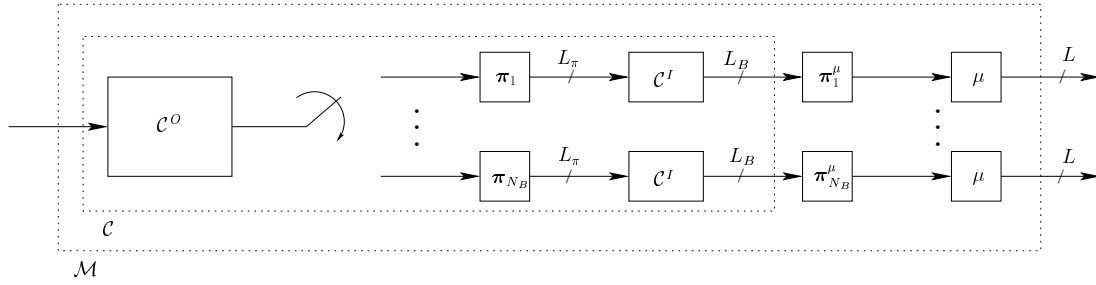 L_π L_B L
π_1 C^I π_1^μ μ
C^O
⋮ ⋮
L_π L_B L
π_{N_B} C^I π_{N_B}^μ μ
C
M